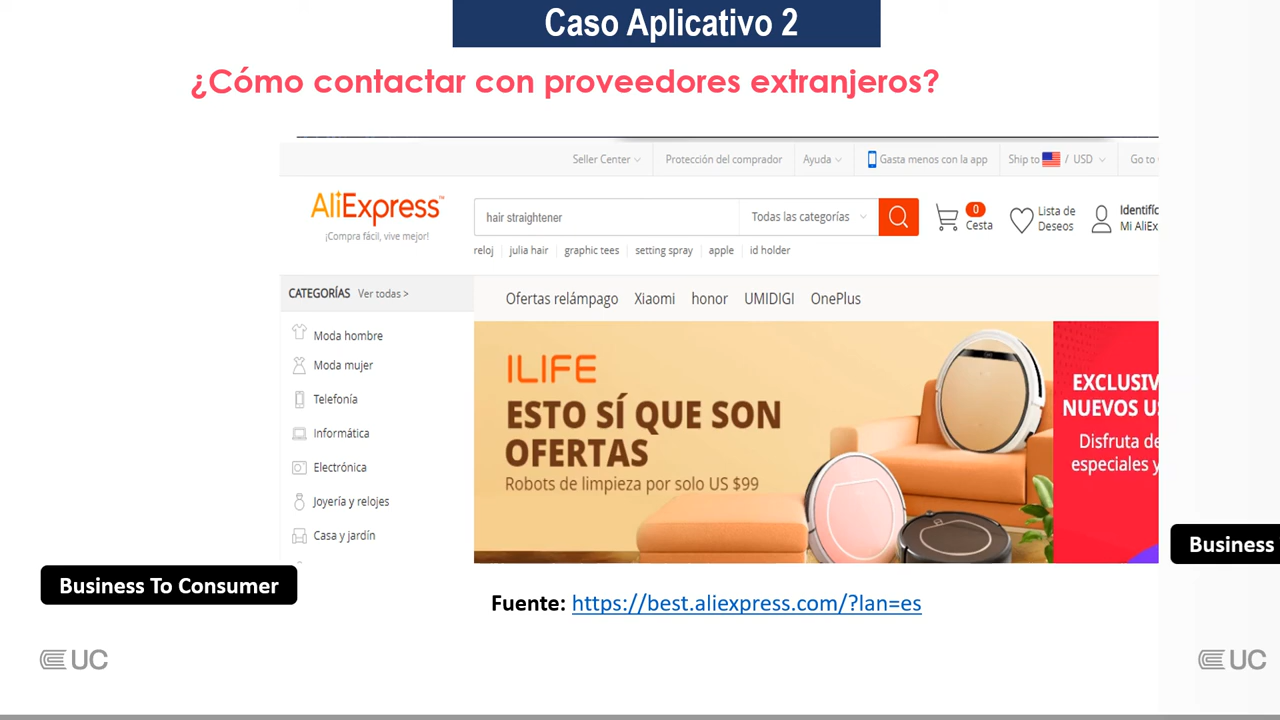 Caso Aplicativo 2
¿Cómo contactar con proveedores extranjeros?
Seller Center
Protección del comprador
Ayuda
Gasta menos con la app
Ship to / USD
Go to
AliExpress™
¡Compra fácil, vive mejor!
hair straightener
Todas las categorías
0
Cesta
Lista de
Deseos
Identific
Mi AliEx
reloj julia hair graphic tees setting spray apple id holder
CATEGORÍAS Ver todas >
Ofertas relámpago Xiaomi honor UMIDIGI OnePlus
Moda hombre
Moda mujer
Telefonía
Informática
Electrónica
Joyería y relojes
Casa y jardín
ILIFE
ESTO SÍ QUE SON
OFERTAS
Robots de limpieza por solo US $99
EXCLUSIV
NUEVOS US
Disfruta de
especiales y
Business To Consumer
Business
Fuente: https://best.aliexpress.com/?lan=es
UC
UC